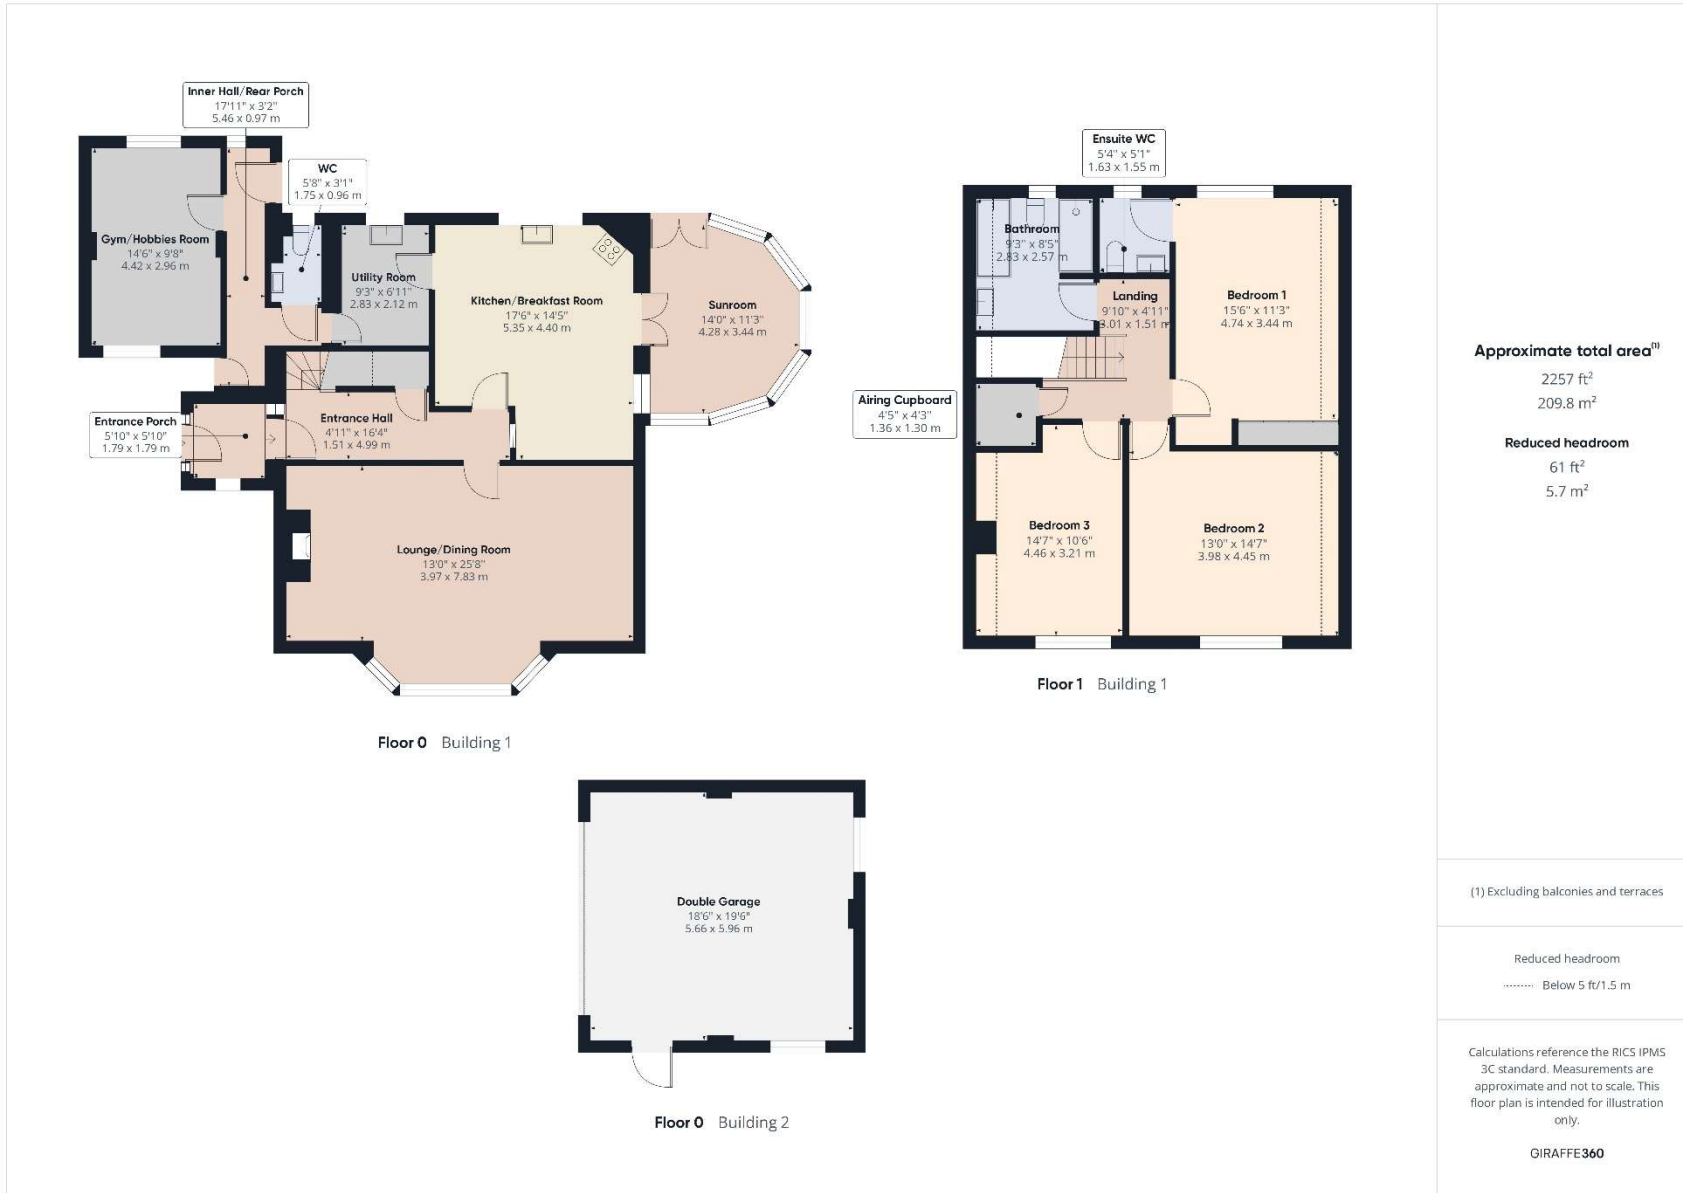 Inner Hall/Rear Porch
17'11" x 3'2"
5.46 x 0.97 m
WC
5'8" x 3'1"
1.75 x 0.96 m
Gym/Hobbies Room
14'6" x 9'8"
4.42 x 2.96 m
Utility Room
9'3" x 6'11"
2.83 x 2.12 m
Kitchen/Breakfast Room
17'6" x 14'5"
5.35 x 4.40 m
Sunroom
14'0" x 11'3"
4.28 x 3.44 m
Entrance Porch
5'10" x 5'10"
1.79 x 1.79 m
Entrance Hall
4'11" x 16'4"
1.51 x 4.99 m
Lounge/Dining Room
13'0" x 25'8"
3.97 x 7.83 m
Floor 0 Building 1
Ensuite WC
5'4" x 5'1"
1.63 x 1.55 m
Bathroom
9'3" x 8'5"
2.83 x 2.57 m
Landing
9'10" x 4'11"
3.01 x 1.51 m
Bedroom 1
15'6" x 11'3"
4.74 x 3.44 m
Airing Cupboard
4'5" x 4'3"
1.36 x 1.30 m
Bedroom 3
14'7" x 10'6"
4.46 x 3.21 m
Bedroom 2
13'0" x 14'7"
3.98 x 4.45 m
Floor 1 Building 1
Double Garage
18'6" x 19'6"
5.66 x 5.96 m
Floor 0 Building 2
Approximate total area(1)
2257 ft²
209.8 m²
Reduced headroom
61 ft²
5.7 m²
(1) Excluding balconies and terraces
Reduced headroom
Below 5 ft/1.5 m
Calculations reference the RICS IPMS
3C standard. Measurements are
approximate and not to scale. This
floor plan is intended for illustration
only.
GIRAFFE360